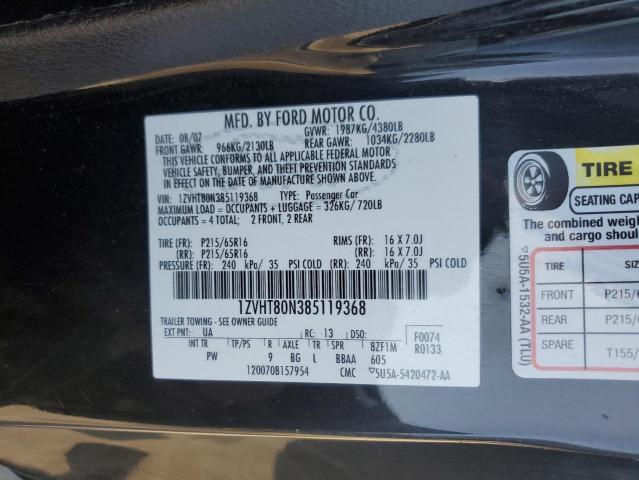 MFD. BY FORD MOTOR CO.
DATE: 08/07 GVWR: 1987KG/4380LB
FRONT GAWR: 966KG/2130LB REAR GAWR: 1034KG/2280LB
THIS VEHICLE CONFORMS TO ALL APPLICABLE FEDERAL MOTOR
VEHICLE SAFETY, BUMPER, AND THEFT PREVENTION STANDARDS
IN EFFECT ON THE DATE OF MANUFACTURE SHOWN ABOVE.
VIN: 1ZVHT80N385119368 TYPE: Passenger Car
MAXIMUM LOAD = OCCUPANTS + LUGGAGE = 326KG/ 720LB
OCCUPANTS = 4 TOTAL; 2 FRONT, 2 REAR
TIRE (FR): P215/65R16 RIMS (FR): 16 X 7.0J
(RR): P215/65R16 (RR): 16 X 7.0J
PRESSURE (FR): 240 kPa/ 35 PSI COLD (RR): 240 kPa/ 35 PSI COLD
1ZVHT80N385119368
TRAILER TOWING - SEE OWNER GUIDE
EXT PNT: UA RC: 13 DSO: F0074
INT TR TP/PS R AXLE TR SPR 8ZF1M R0133
PW 9 BG L BBAA 605
1200708157954 CMC 5U5A-5420472-AA
TIRE
SEATING CAP
The combined weigh
and cargo shoul
TIRE SIZ
FRONT P215/6
REAR P215/6
SPARE T155/
5U5A-1532-AA (TLU)